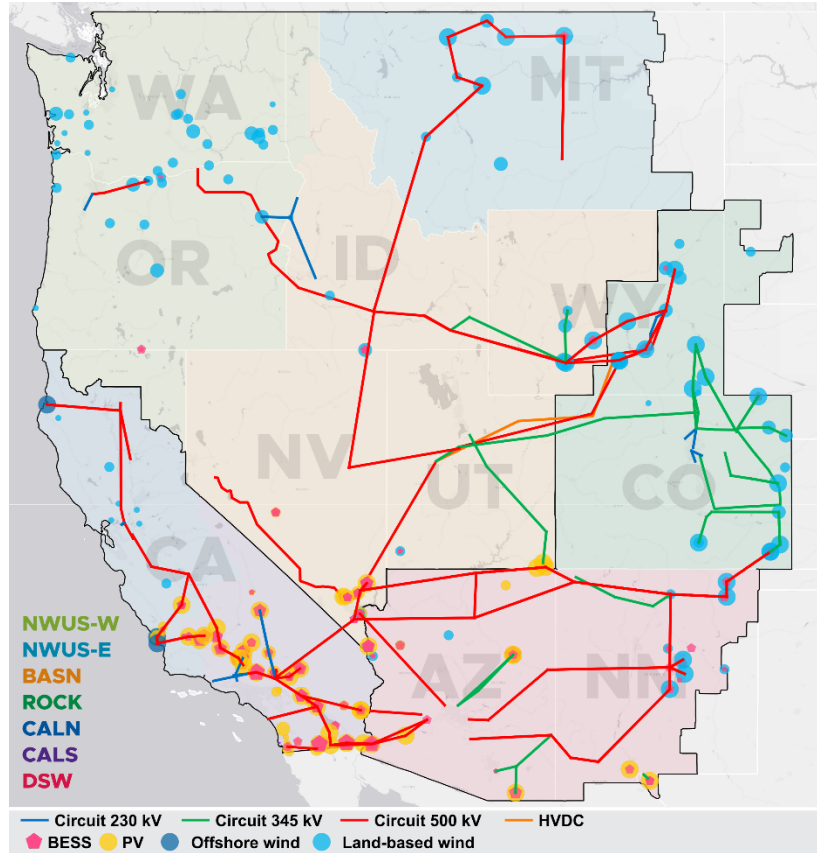 WA
MT
OR
ID
WY
NV
UT
CO
CA
AZ
NM
NWUS-W
NWUS-E
BASN
ROCK
CALN
CALS
DSW
Circuit 230 kV Circuit 345 kV Circuit 500 kV HVDC
BESS PV Offshore wind Land-based wind